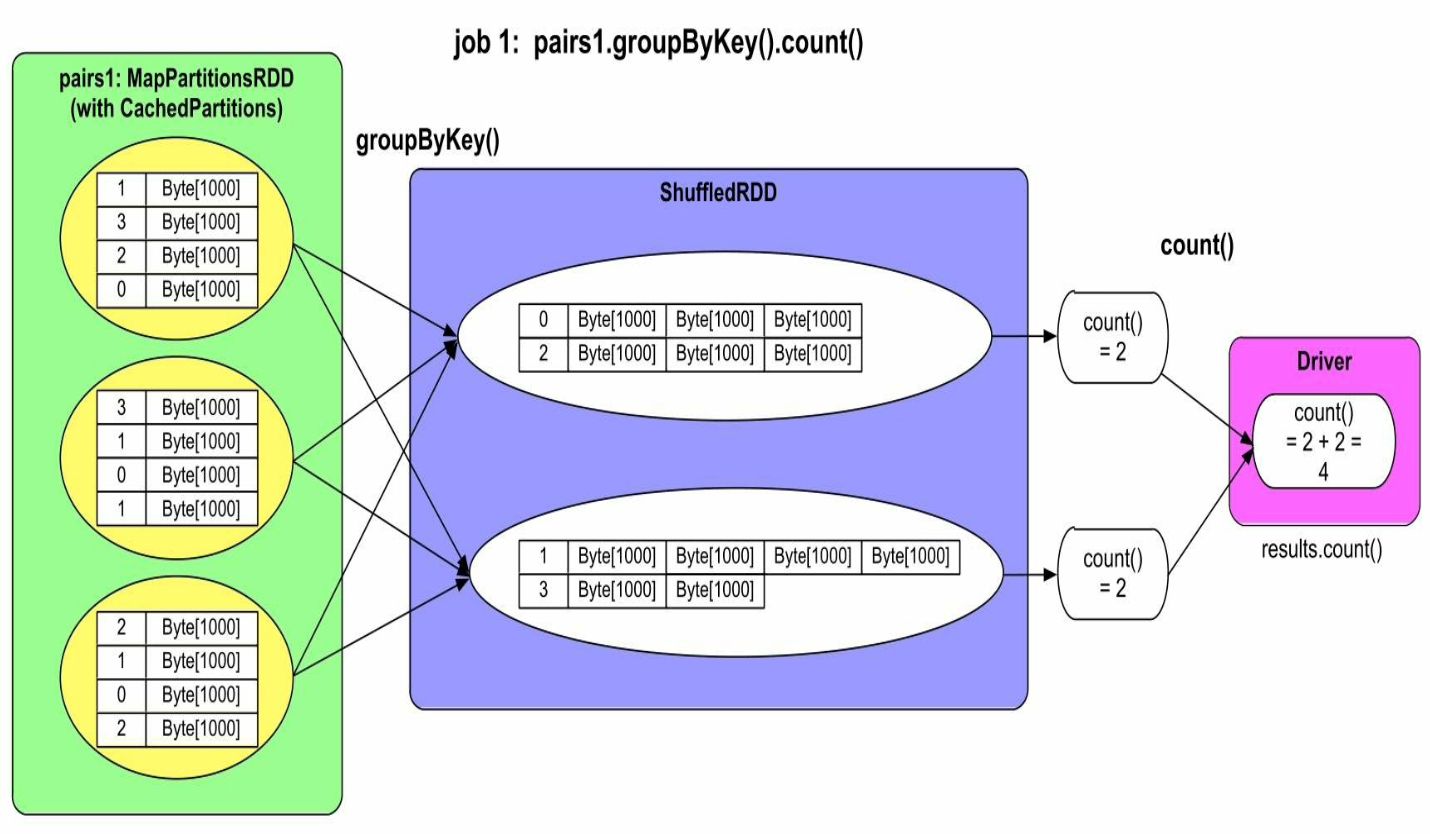 job 1: pairs1.groupByKey().count()
pairs1: MapPartitionsRDD
(with CachedPartitions)
1 Byte[1000]
3 Byte[1000]
2 Byte[1000]
0 Byte[1000]
3 Byte[1000]
1 Byte[1000]
0 Byte[1000]
1 Byte[1000]
2 Byte[1000]
1 Byte[1000]
0 Byte[1000]
2 Byte[1000]
groupByKey()
ShuffledRDD
0 Byte[1000] Byte[1000] Byte[1000]
2 Byte[1000] Byte[1000] Byte[1000]
1 Byte[1000] Byte[1000] Byte[1000] Byte[1000]
3 Byte[1000] Byte[1000]
count()
count()
= 2
count()
= 2
Driver
count()
= 2 + 2 =
4
results.count()